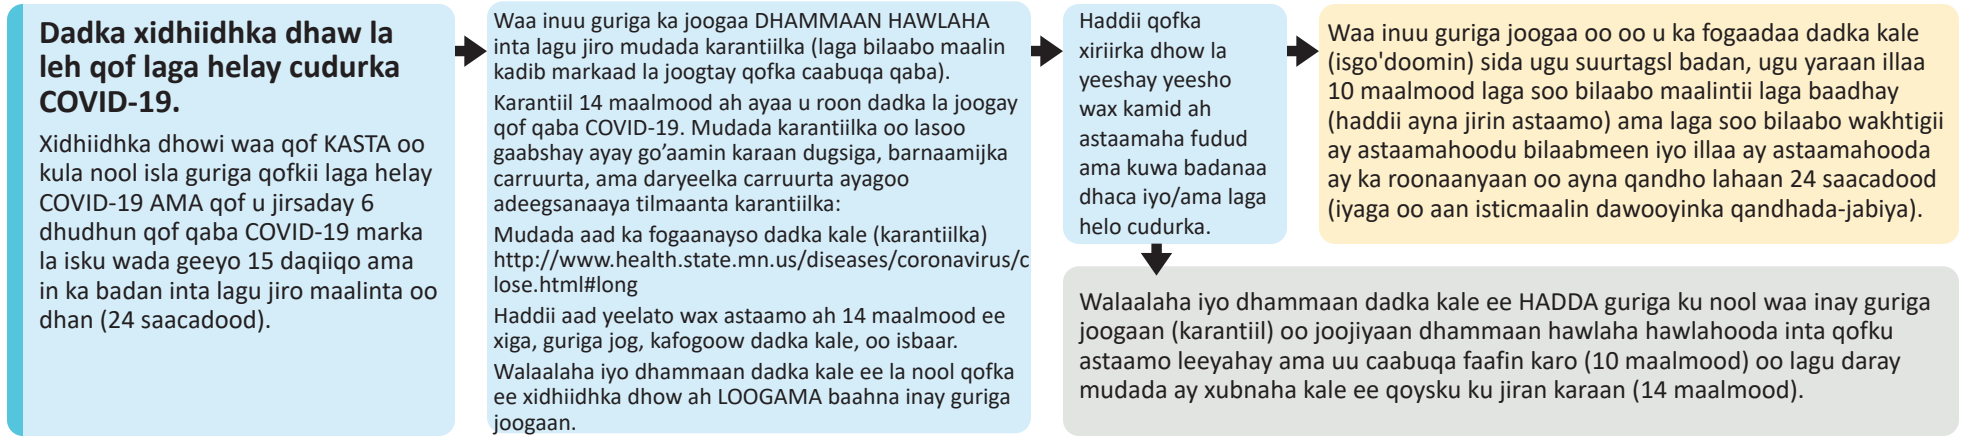 Dadka xidhiidhka dhaw la
leh qof laga helay cudurka
COVID-19.
Xidhiidhka dhowi waa qof KASTA oo
kula nool isla guriga qofkii laga helay
COVID-19 AMA qof u jirsaday 6
dhudhun qof qaba COVID-19 marka
la isku wada geeyo 15 daqiiqo ama
in ka badan inta lagu jiro maalinta oo
dhan (24 saacadood).
Waa inuu guriga ka joogaa DHAMMAAN HAWLAHA
inta lagu jiro mudada karantiilka (laga bilaabo maalin
kadib markaad la joogtay qofka caabuqa qaba).
Karantiil 14 maalmood ah ayaa u roon dadka la joogay
qof qaba COVID-19. Mudada karantiilka oo lasoo
gaabshay ayay go’aamin karaan dugsiga, barnaamijka
carruurta, ama daryeelka carruurta ayagoo
adeegsanaaya tilmaanta karantiilka:
Mudada aad ka fogaanayso dadka kale (karantiilka)
http://www.health.state.mn.us/diseases/coronavirus/c
lose.html#long
Haddii aad yeelato wax astaamo ah 14 maalmood ee
xiga, guriga jog, kafogoow dadka kale, oo isbaar.
Walaalaha iyo dhammaan dadka kale ee la nool qofka
ee xidhiidhka dhow ah LOOGAMA baahna inay guriga
joogaan.
Haddii qofka
xiriirka dhow la
yeeshay yeesho
wax kamid ah
astaamaha fudud
ama kuwa badanaa
dhaca iyo/ama laga
helo cudurka.
Waa inuu guriga joogaa oo oo u ka fogaadaa dadka kale
(isgo'doomin) sida ugu suurtagsl badan, ugu yaraan illaa
10 maalmood laga soo bilaabo maalintii laga baadhay
(haddii ayna jirin astaamo) ama laga soo bilaabo wakhtigii
ay astaamahoodu bilaabmeen iyo illaa ay astaamahooda
ay ka roonaanyaan oo ayna qandho lahaan 24 saacadood
(iyaga oo aan isticmaalin dawooyinka qandhada-jabiya).
Walaalaha iyo dhammaan dadka kale ee HADDA guriga ku nool waa inay guriga
joogaan (karantiil) oo joojiyaan dhammaan hawlaha hawlahooda inta qofku
astaamo leeyahay ama uu caabuqa faafin karo (10 maalmood) oo lagu daray
mudada ay xubnaha kale ee qoysku ku jiran karaan (14 maalmood).